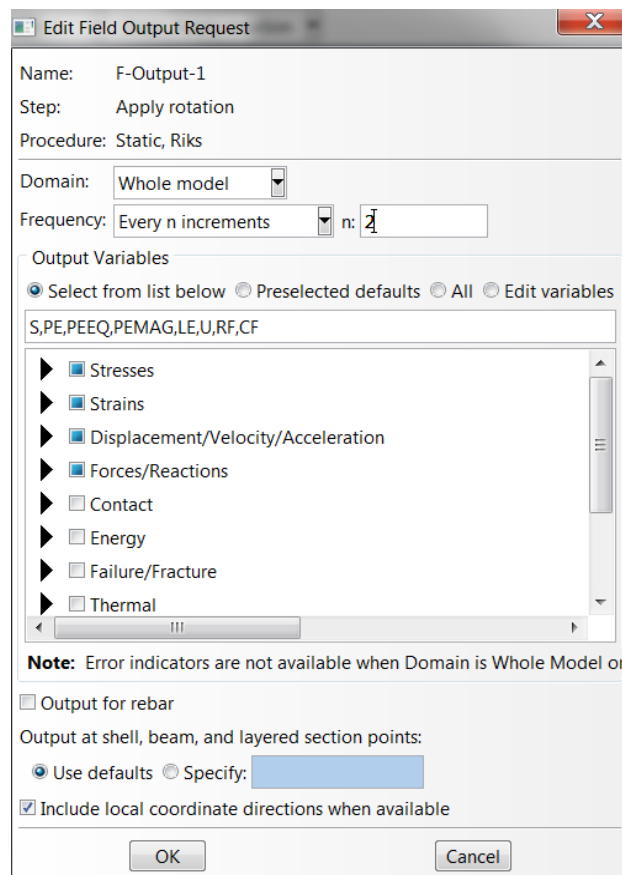 Edit Field Output Request
X
Name: F-Output-1
Step: Apply rotation
Procedure: Static, Riks
Domain: Whole model
Frequency: Every n increments n: 2
Output Variables
Select from list below Preselected defaults All Edit variables
S,PE,PEEQ,PEMAG,LE,U,RF,CF
Stresses
Strains
Displacement/Velocity/Acceleration
Forces/Reactions
Contact
Energy
Failure/Fracture
Thermal
Note: Error indicators are not available when Domain is Whole Model or
Output for rebar
Output at shell, beam, and layered section points:
Use defaults Specify:
Include local coordinate directions when available
OK Cancel